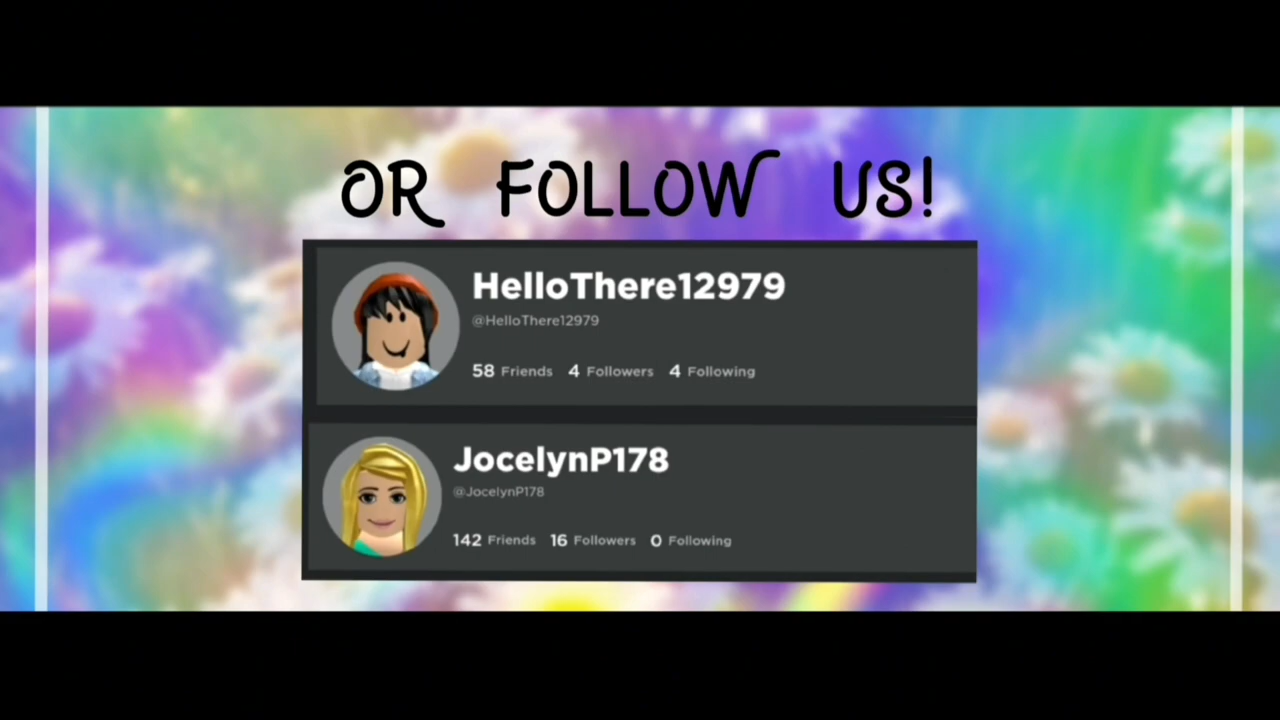 OR FOLLOW US!
HelloThere12979
@HelloThere12979
58 Friends 4 Followers 4 Following
JocelynP178
@JocelynP178
142 Friends 16 Followers 0 Following